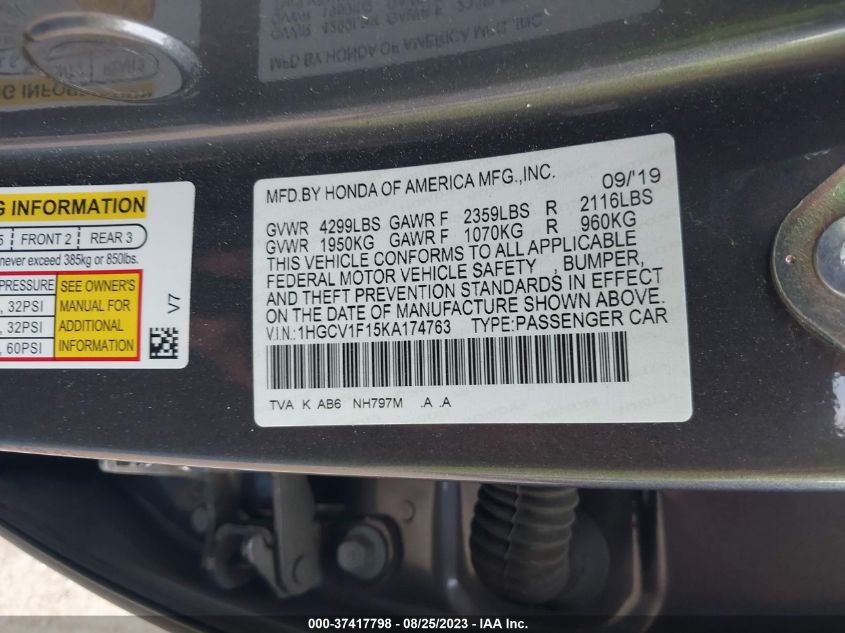 MFD.BY HONDA OF AMERICA MFG.,INC. 09/'19
GVWR 4299LBS GAWR F 2359LBS R 2116LBS
GVWR 1950KG GAWR F 1070KG R 960KG
THIS VEHICLE CONFORMS TO ALL APPLICABLE
FEDERAL MOTOR VEHICLE SAFETY , BUMPER,
AND THEFT PREVENTION STANDARDS IN EFFECT
ON THE DATE OF MANUFACTURE SHOWN ABOVE.
V.I.N.:1HGCV1F15KA174763 TYPE:PASSENGER CAR
TVA K AB6 NH797M .A .A
G INFORMATION
5 FRONT 2 REAR 3
never exceed 385kg or 850lbs.
PRESSURE
, 32PSI
, 32PSI
, 60PSI
SEE OWNER'S
MANUAL FOR
ADDITIONAL
INFORMATION
V7
000-37417798 - 08/25/2023 - IAA Inc.